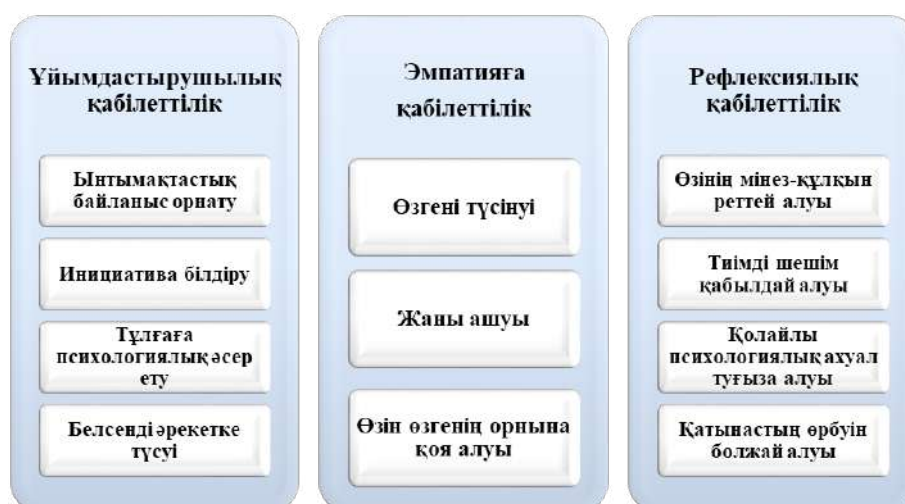 Ұйымдастырушылық
қабілеттілік
Ынтымақтастық
байланыс орнату
Инициатива білдіру
Тұлғаға
психологиялық әсер
ету
Белсенді әрекетке
түсуі
Эмпатияға
қабілеттілік
Өзгені түсінуі
Жаны ашуы
Өзін өзгенің орнына
қоя алуы
Рефлексиялық
қабілеттілік
Өзінің мінез-құлқын
реттей алуы
Тиімді шешім
қабылдай алуы
Қолайлы
психологиялық ахуал
туғыза алуы
Қатынастың өрбуін
болжай алуы